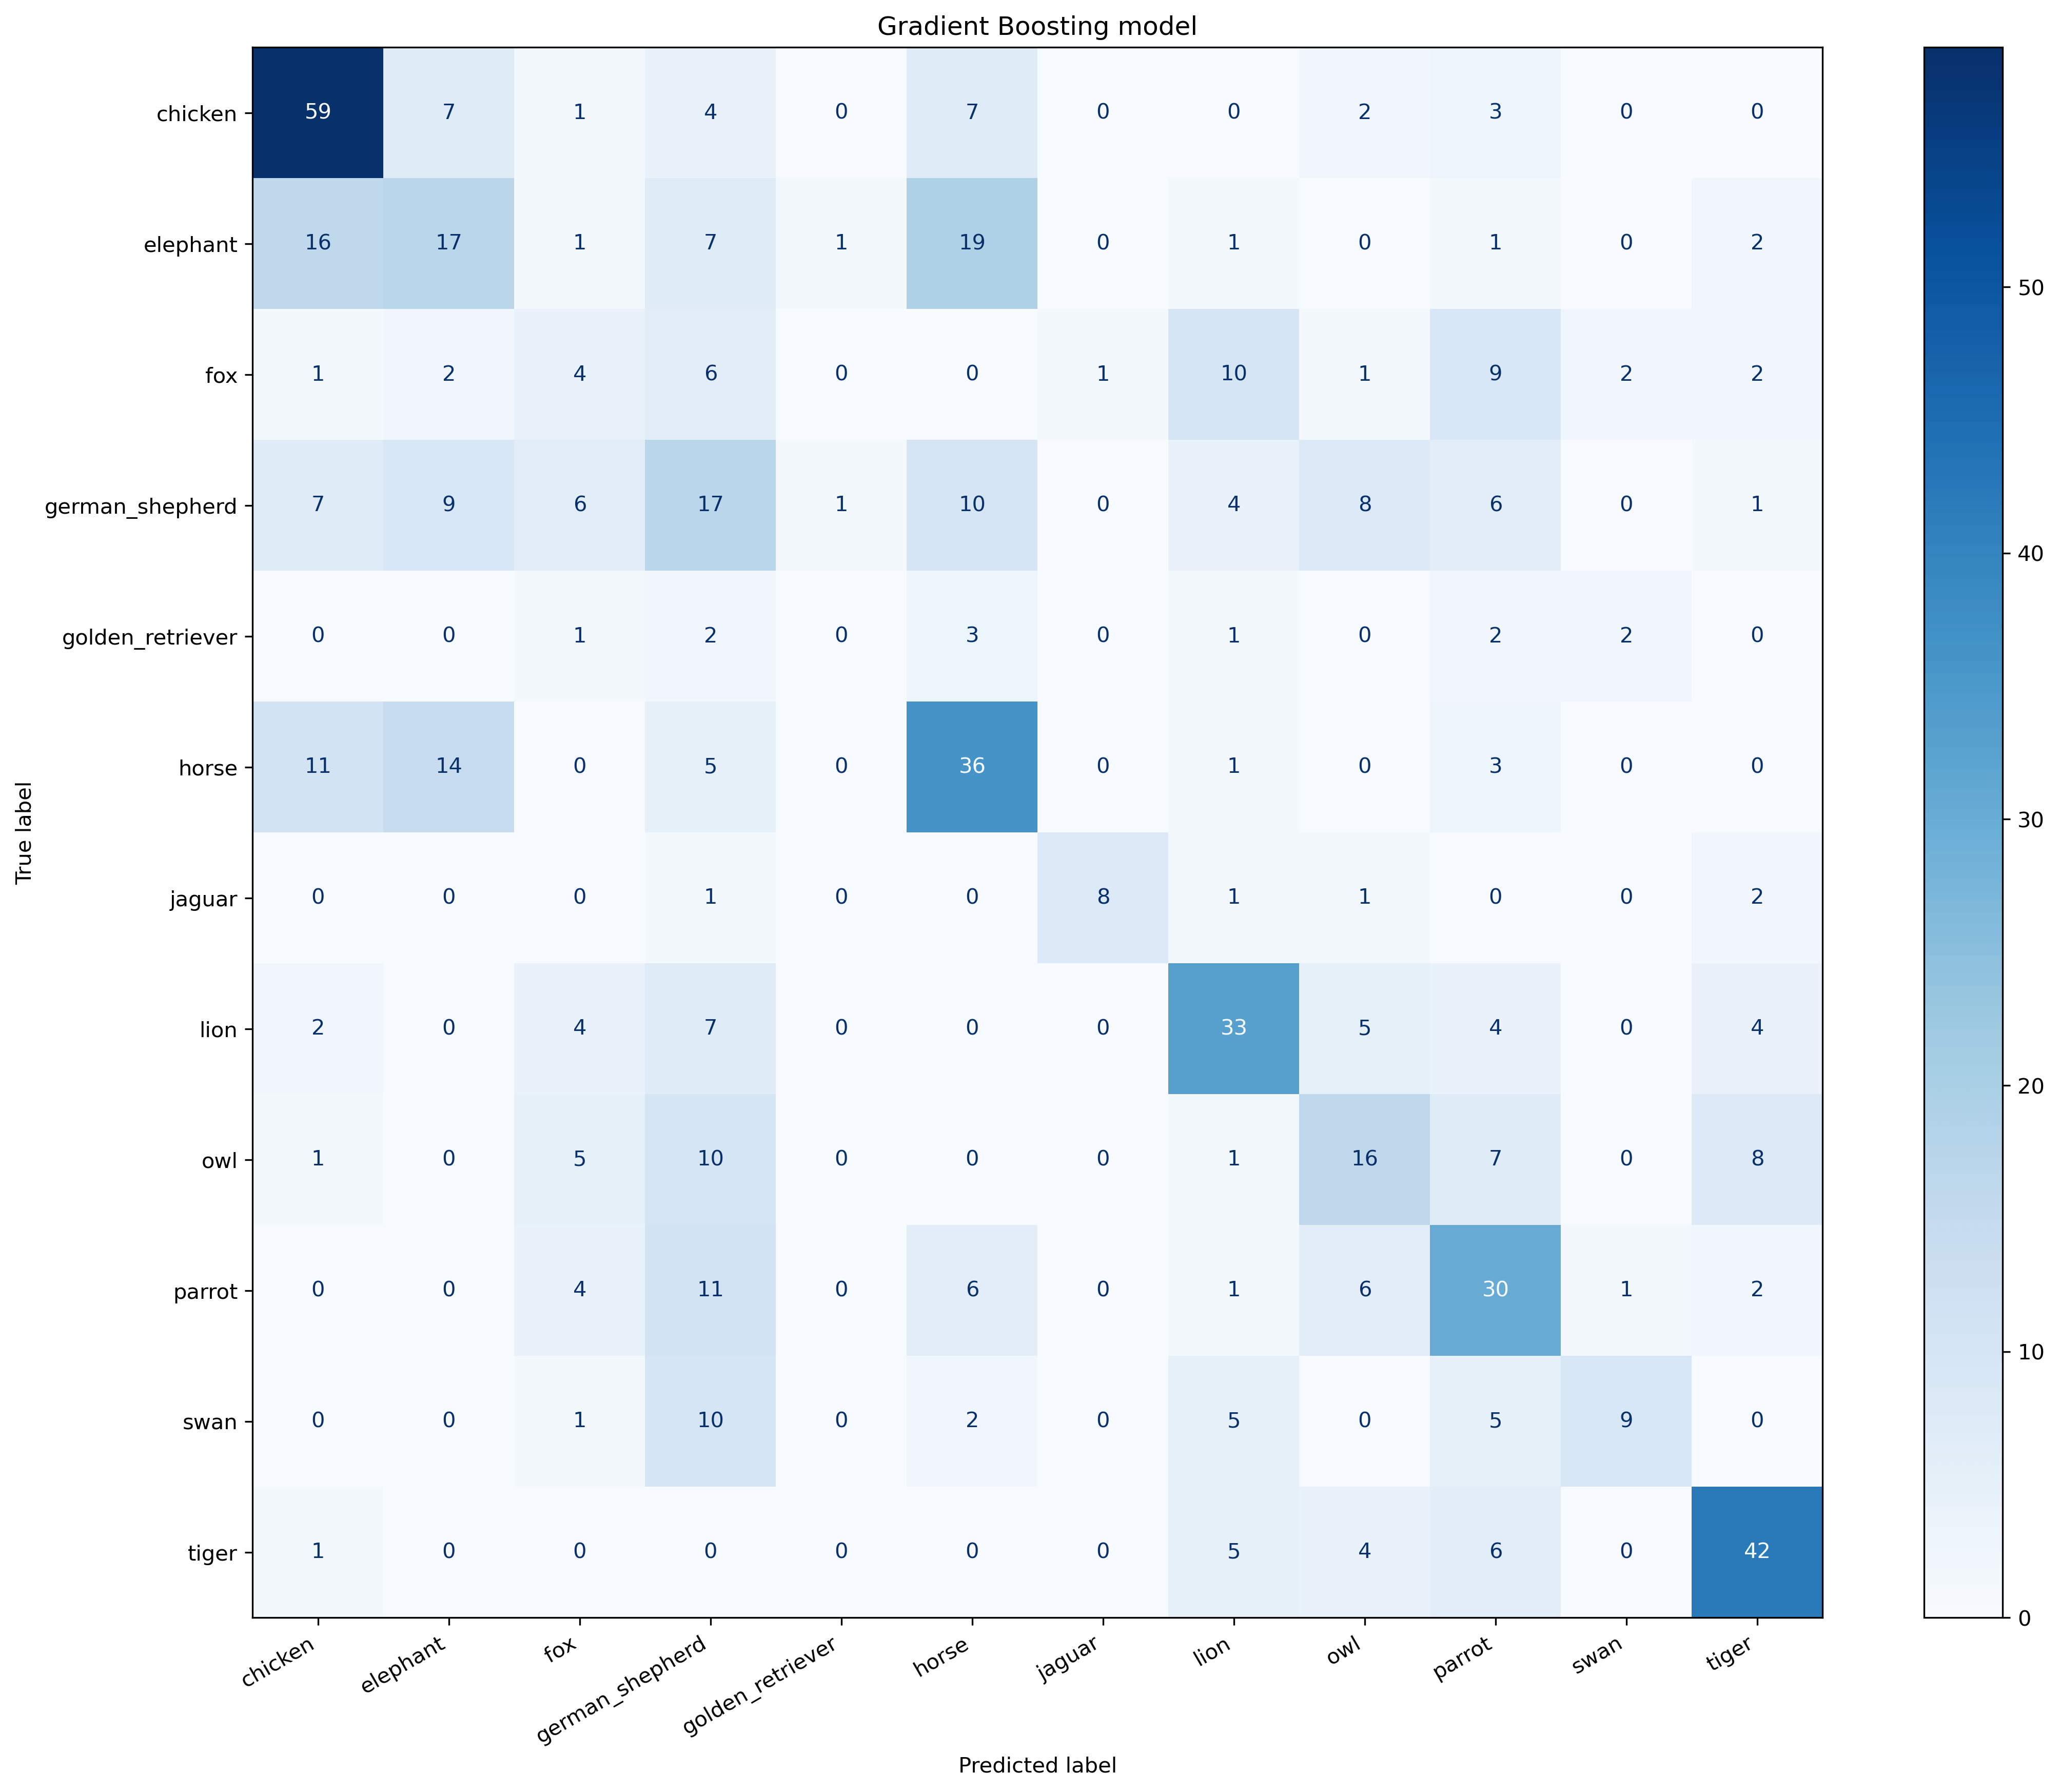 Gradient Boosting model
chicken 59 7 1 4 0 7 0 0 2 3 0 0
elephant 16 17 1 7 1 19 0 1 0 1 0 2
fox 1 2 4 6 0 0 1 10 1 9 2 2
german_shepherd 7 9 6 17 1 10 0 4 8 6 0 1
golden_retriever 0 0 1 2 0 3 0 1 0 2 2 0
horse 11 14 0 5 0 36 0 1 0 3 0 0
jaguar 0 0 0 1 0 0 8 1 1 0 0 2
lion 2 0 4 7 0 0 0 33 5 4 0 4
owl 1 0 5 10 0 0 0 1 16 7 0 8
parrot 0 0 4 11 0 6 0 1 6 30 1 2
swan 0 0 1 10 0 2 0 5 0 5 9 0
tiger 1 0 0 0 0 0 0 5 4 6 0 42
chicken elephant fox german_shepherd golden_retriever horse jaguar lion owl parrot swan tiger
Predicted label
True label
50
40
30
20
10
0